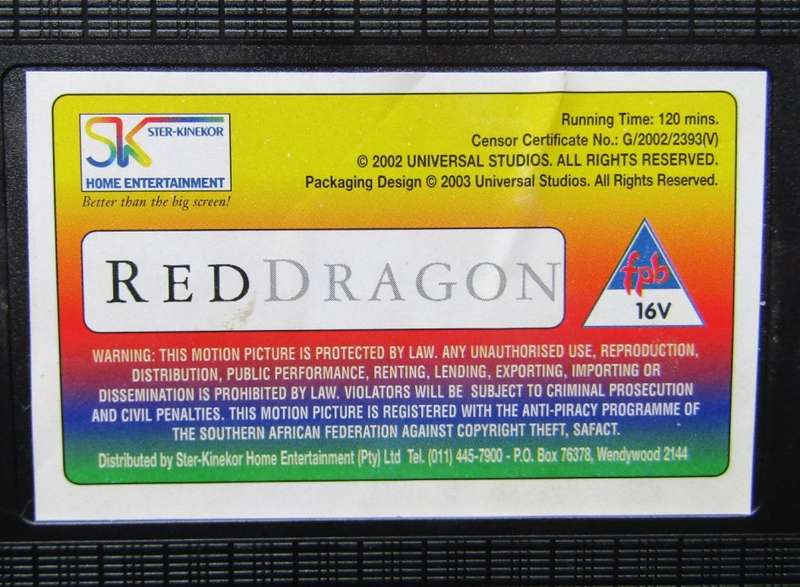 SK STER-KINEKOR
HOME ENTERTAINMENT
Better than the big screen!
Running Time: 120 mins.
Censor Certificate No.: G/2002/2393(V)
© 2002 UNIVERSAL STUDIOS. ALL RIGHTS RESERVED.
Packaging Design © 2003 Universal Studios. All Rights Reserved.
RED DRAGON
fpb
16V
WARNING: THIS MOTION PICTURE IS PROTECTED BY LAW. ANY UNAUTHORISED USE, REPRODUCTION,
DISTRIBUTION, PUBLIC PERFORMANCE, RENTING, LENDING, EXPORTING, IMPORTING OR
DISSEMINATION IS PROHIBITED BY LAW. VIOLATORS WILL BE SUBJECT TO CRIMINAL PROSECUTION
AND CIVIL PENALTIES. THIS MOTION PICTURE IS REGISTERED WITH THE ANTI-PIRACY PROGRAMME OF
THE SOUTHERN AFRICAN FEDERATION AGAINST COPYRIGHT THEFT, SAFACT.
Distributed by Ster-Kinekor Home Entertainment (Pty) Ltd Tel. (011) 445-7900 - P.O. Box 76378, Wendywood 2144